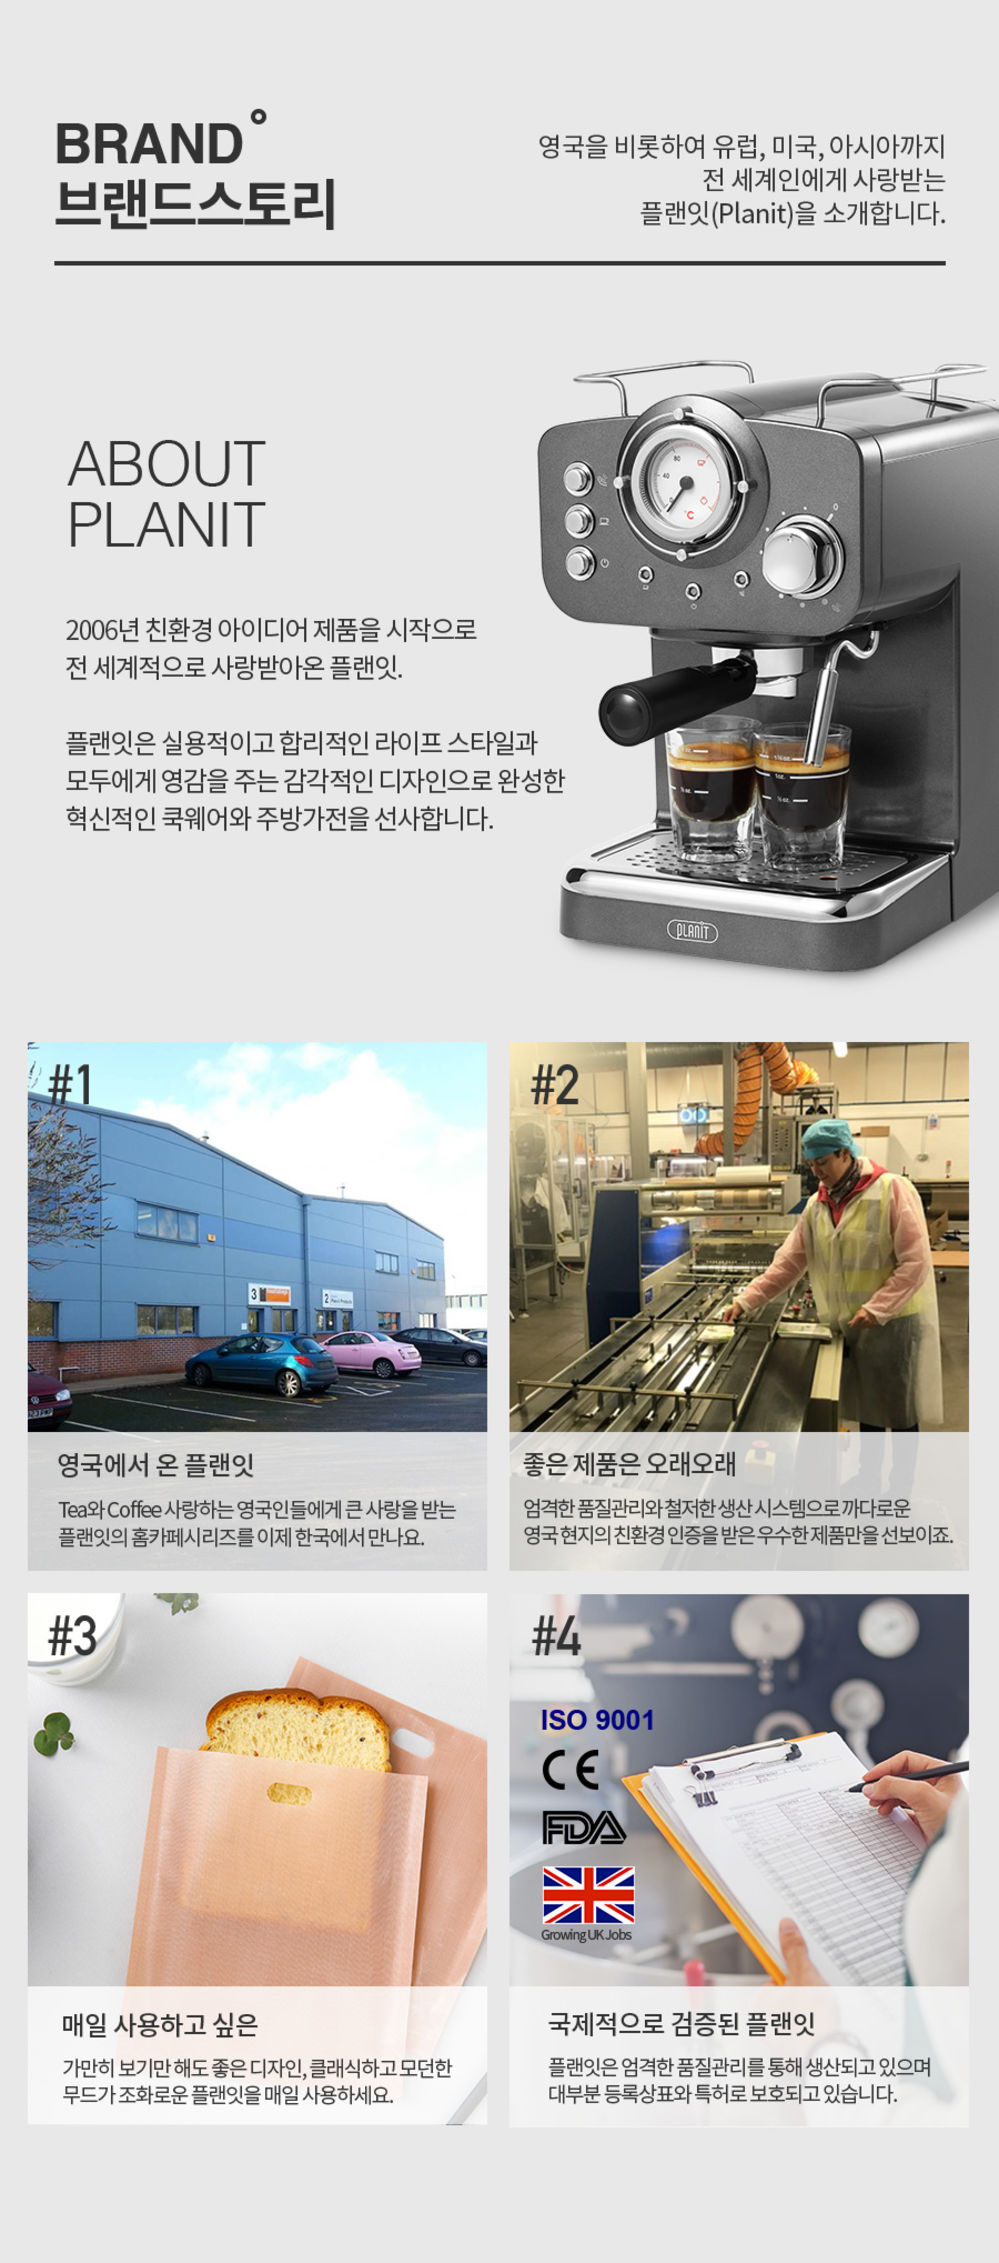 BRAND°
브랜드스토리
영국을 비롯하여 유럽, 미국, 아시아까지
전 세계인에게 사랑받는
플랜잇(Planit)을 소개합니다.
ABOUT
PLANIT
2006년 친환경 아이디어 제품을 시작으로
전 세계적으로 사랑받아온 플랜잇.
플랜잇은 실용적이고 합리적인 라이프 스타일과
모두에게 영감을 주는 감각적인 디자인으로 완성한
혁신적인 쿡웨어와 주방가전을 선사합니다.
80
40
0
°C
PLANIT
#1
3
2
영국에서 온 플랜잇
Tea와 Coffee 사랑하는 영국인들에게 큰 사랑을 받는
플랜잇의 홈카페시리즈를 이제 한국에서 만나요.
#2
좋은 제품은 오래오래
엄격한 품질관리와 철저한 생산 시스템으로 까다로운
영국 현지의 친환경 인증을 받은 우수한 제품만을 선보이죠.
#3
매일 사용하고 싶은
가만히 보기만 해도 좋은 디자인, 클래식하고 모던한
무드가 조화로운 플랜잇을 매일 사용하세요.
#4
ISO 9001
CE
FDA
Growing UK Jobs
국제적으로 검증된 플랜잇
플랜잇은 엄격한 품질관리를 통해 생산되고 있으며
대부분 등록상표와 특허로 보호되고 있습니다.